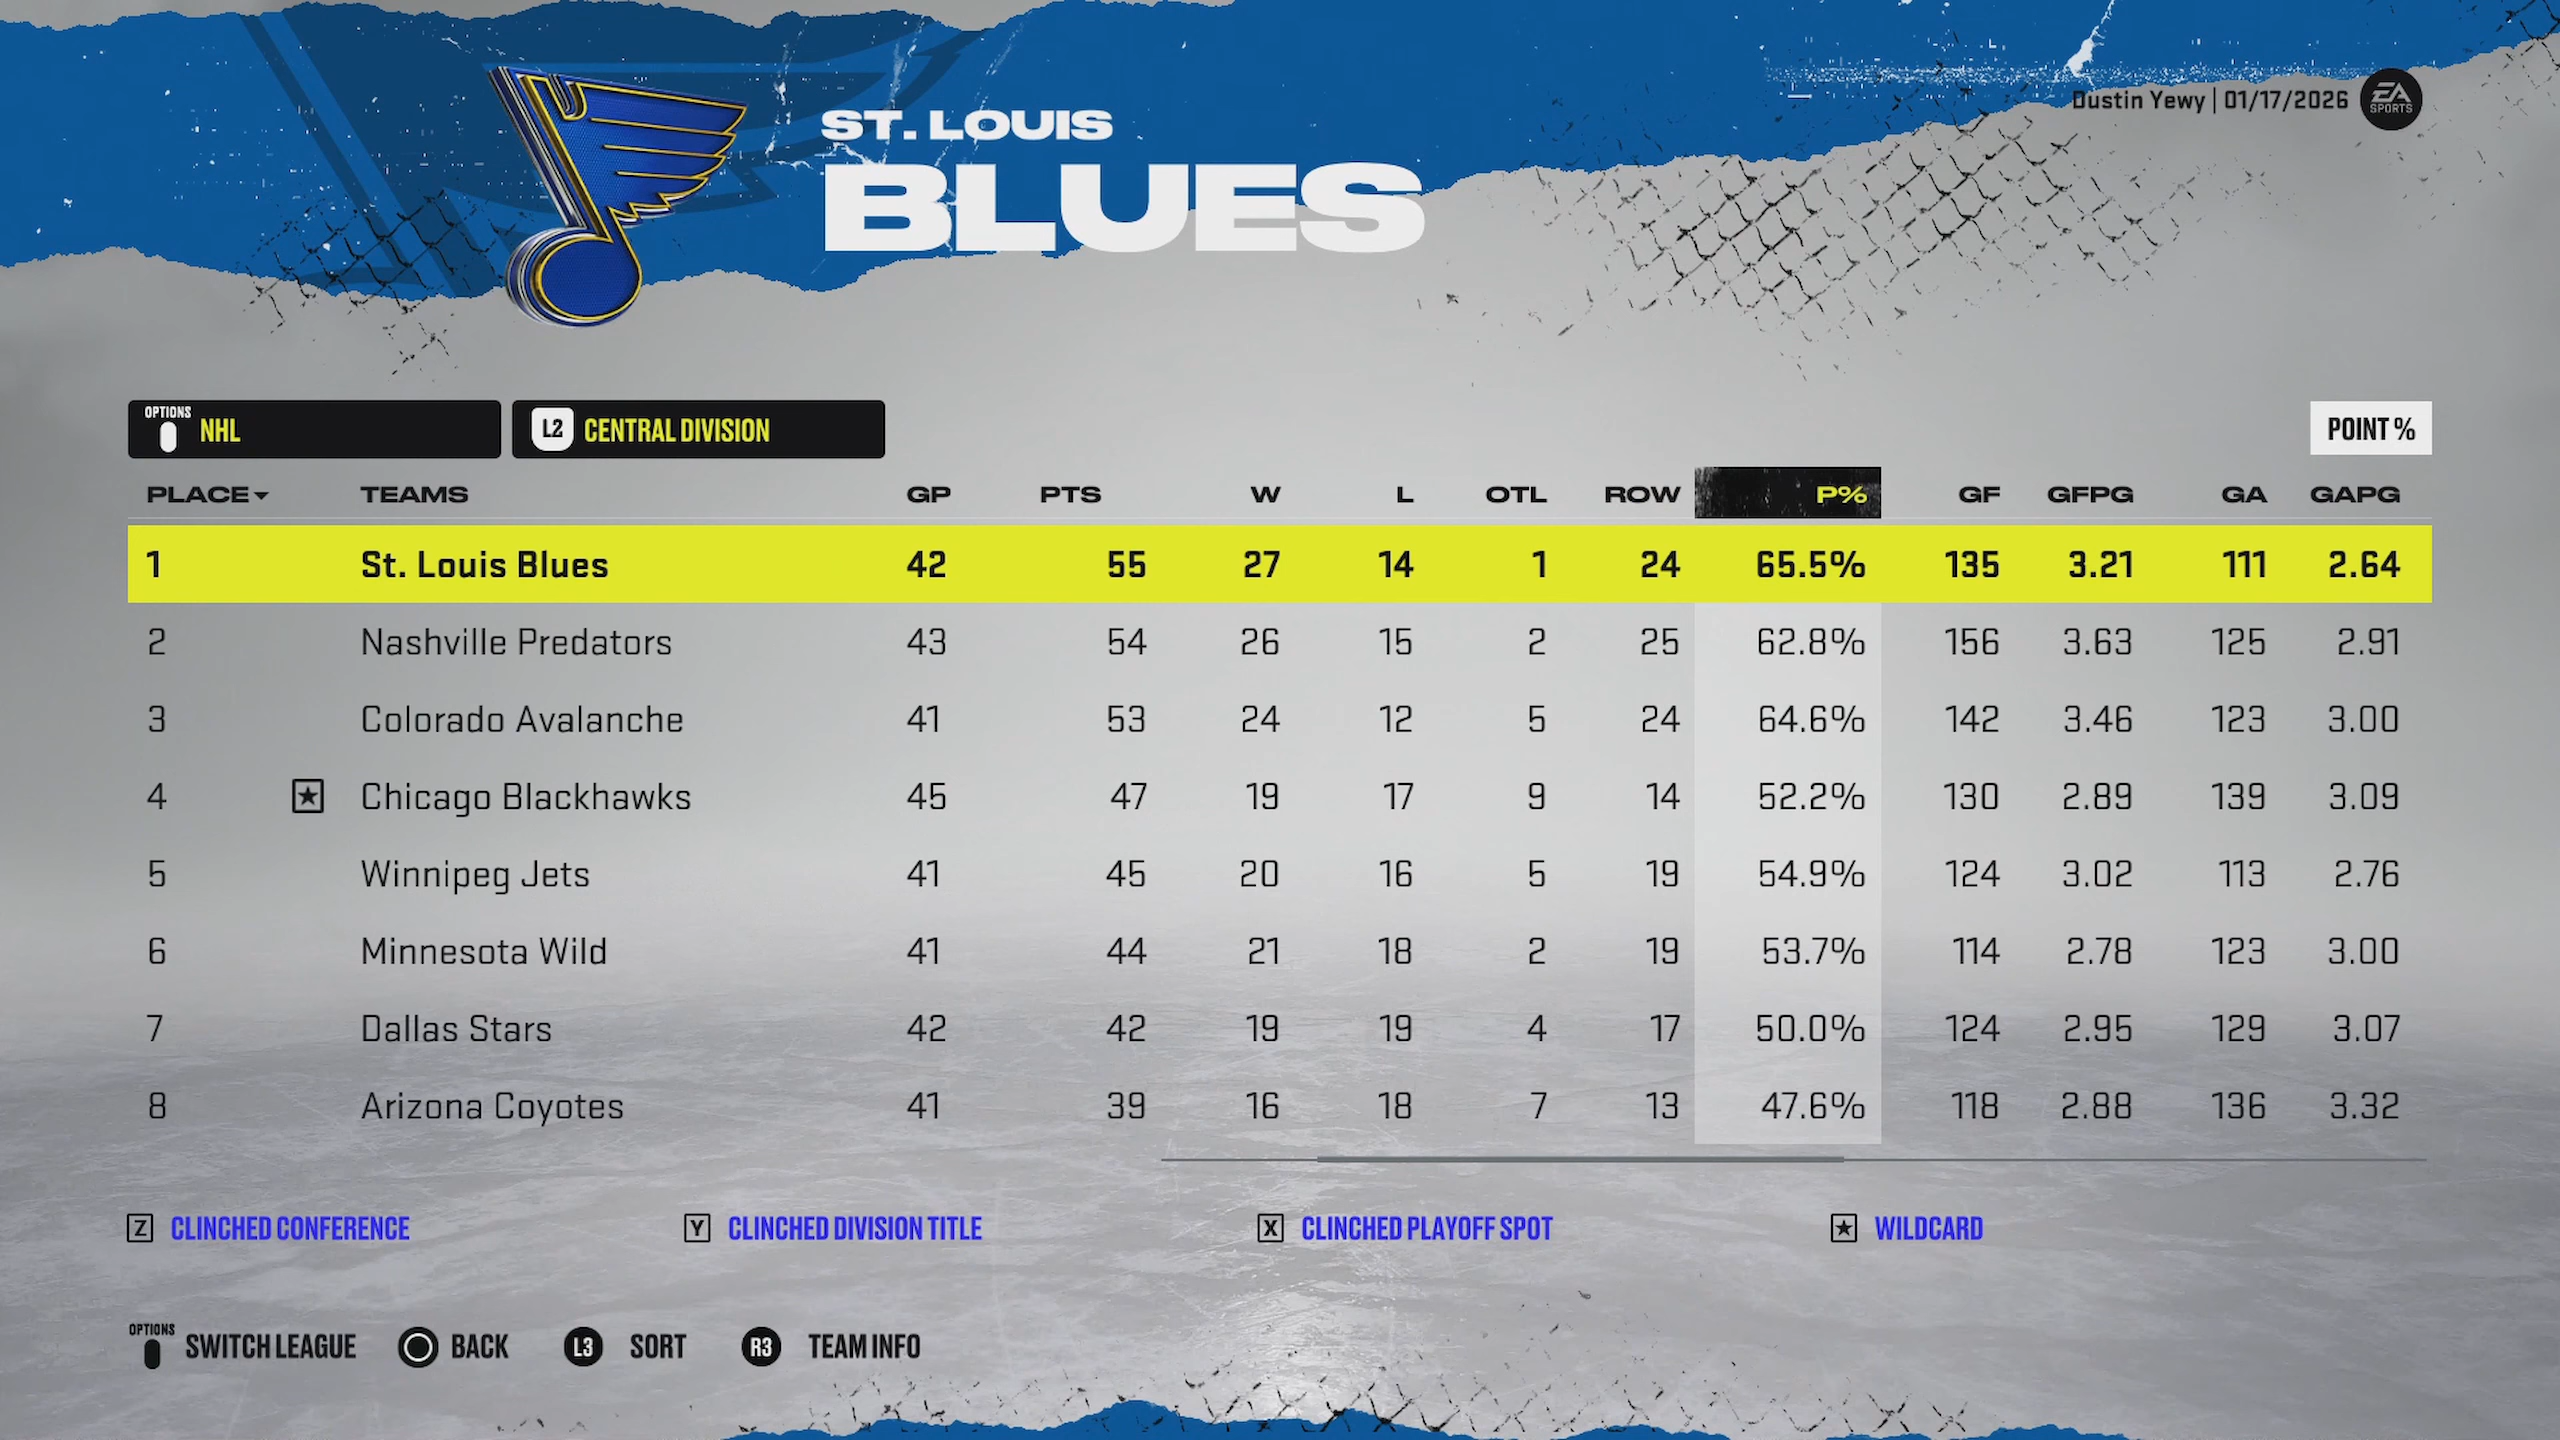 ST. LOUIS
BLUES
Dustin Yewy | 01/17/2026
EA
SPORTS
OPTIONS
NHL
L2 CENTRAL DIVISION
POINT %
PLACE TEAMS GP PTS W L OTL ROW P% GF GFPG GA GAPG
1 St. Louis Blues 42 55 27 14 1 24 65.5% 135 3.21 111 2.64
2 Nashville Predators 43 54 26 15 2 25 62.8% 156 3.63 125 2.91
3 Colorado Avalanche 41 53 24 12 5 24 64.6% 142 3.46 123 3.00
4 Chicago Blackhawks 45 47 19 17 9 14 52.2% 130 2.89 139 3.09
5 Winnipeg Jets 41 45 20 16 5 19 54.9% 124 3.02 113 2.76
6 Minnesota Wild 41 44 21 18 2 19 53.7% 114 2.78 123 3.00
7 Dallas Stars 42 42 19 19 4 17 50.0% 124 2.95 129 3.07
8 Arizona Coyotes 41 39 16 18 7 13 47.6% 118 2.88 136 3.32
Z CLINCHED CONFERENCE Y CLINCHED DIVISION TITLE X CLINCHED PLAYOFF SPOT ★ WILDCARD
OPTIONS
SWITCH LEAGUE BACK L3 SORT R3 TEAM INFO